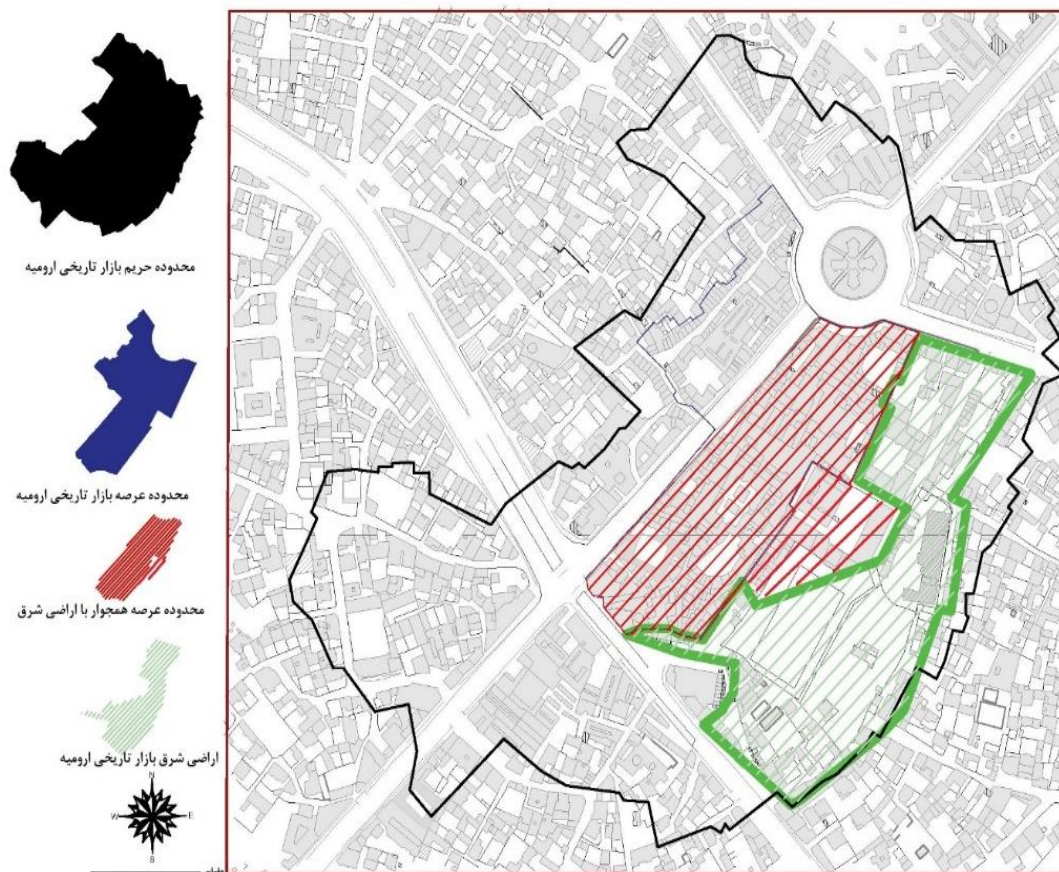 محدوده حریم بازار تاریخی ارومیه
محدوده عرصه بازار تاریخی ارومیه
محدوده عرصه همجوار با اراضی شرق
اراضی شرق بازار تاریخی ارومیه
N
W E
S